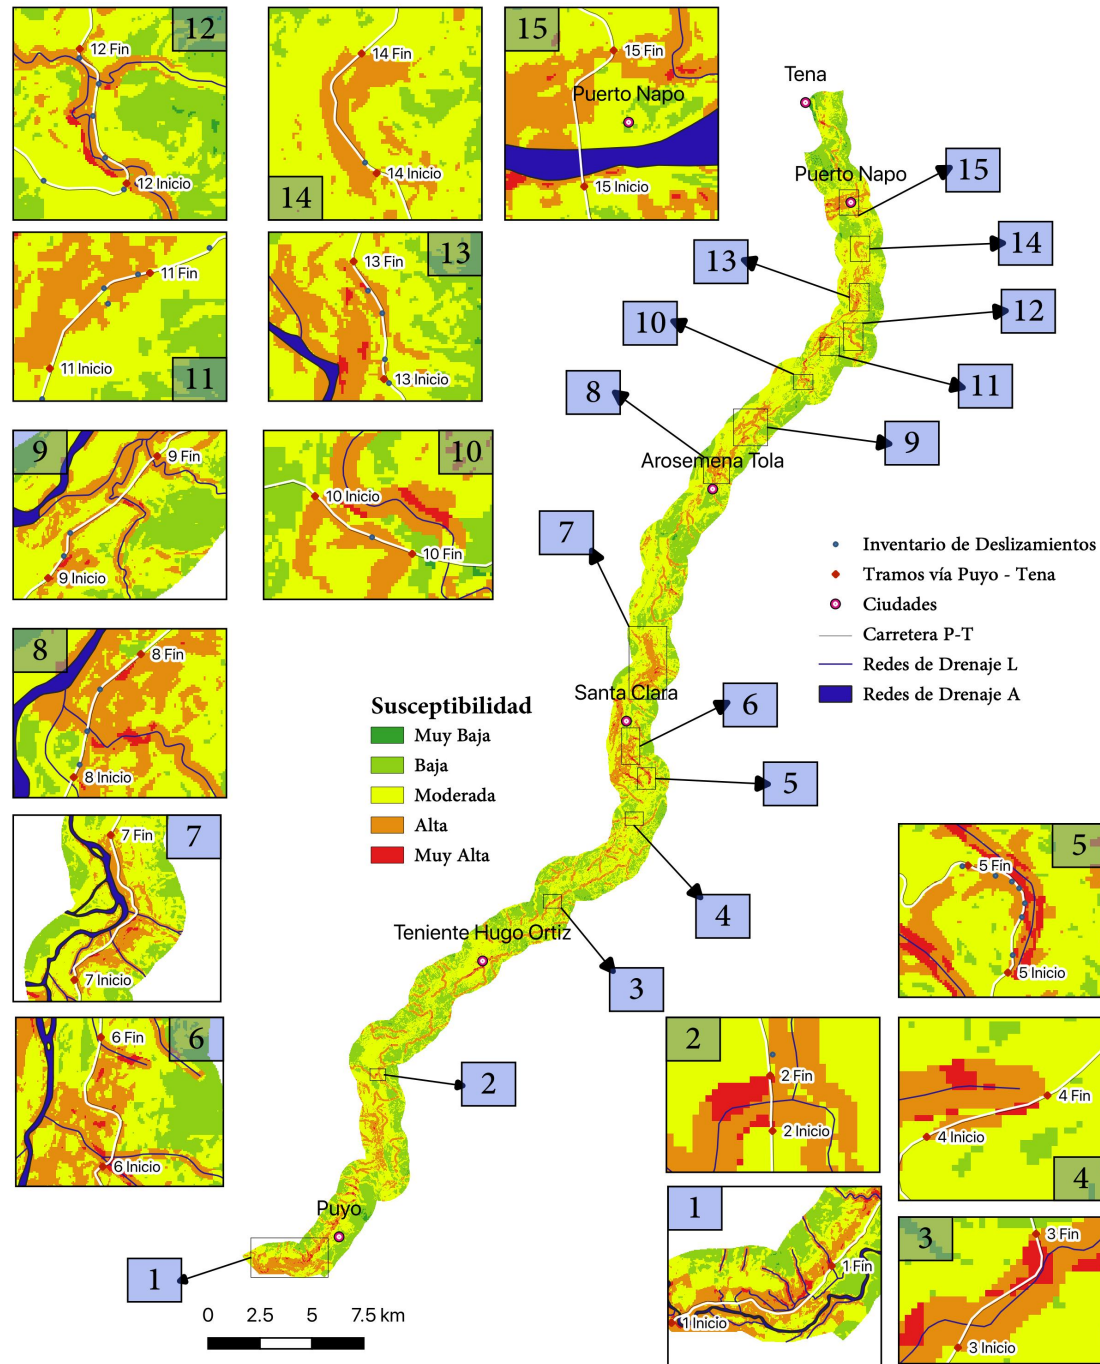 12
12 Fin
12 Inicio
14 Fin
14 Inicio
14
15
15 Fin
Puerto Napo
15 Inicio
Tena
Puerto Napo
15
14
13
12
10
11
8
9
Arosemena Tola
7
Santa Clara
6
5
4
Teniente Hugo Ortiz
3
2
Puyo
1
11 Fin
11 Inicio
11
13
13 Fin
13 Inicio
9
9 Fin
9 Inicio
10
10 Inicio
10 Fin
8
8 Fin
8 Inicio
7
7 Fin
7 Inicio
6
6 Fin
6 Inicio
Inventario de Deslizamientos
Tramos vía Puyo - Tena
Ciudades
Carretera P-T
Redes de Drenaje L
Redes de Drenaje A
Susceptibilidad
Muy Baja
Baja
Moderada
Alta
Muy Alta
5
5 Fin
5 Inicio
2
2 Fin
2 Inicio
4 Fin
4 Inicio
4
1
1 Fin
1 Inicio
3
3 Fin
3 Inicio
0 2.5 5 7.5 km